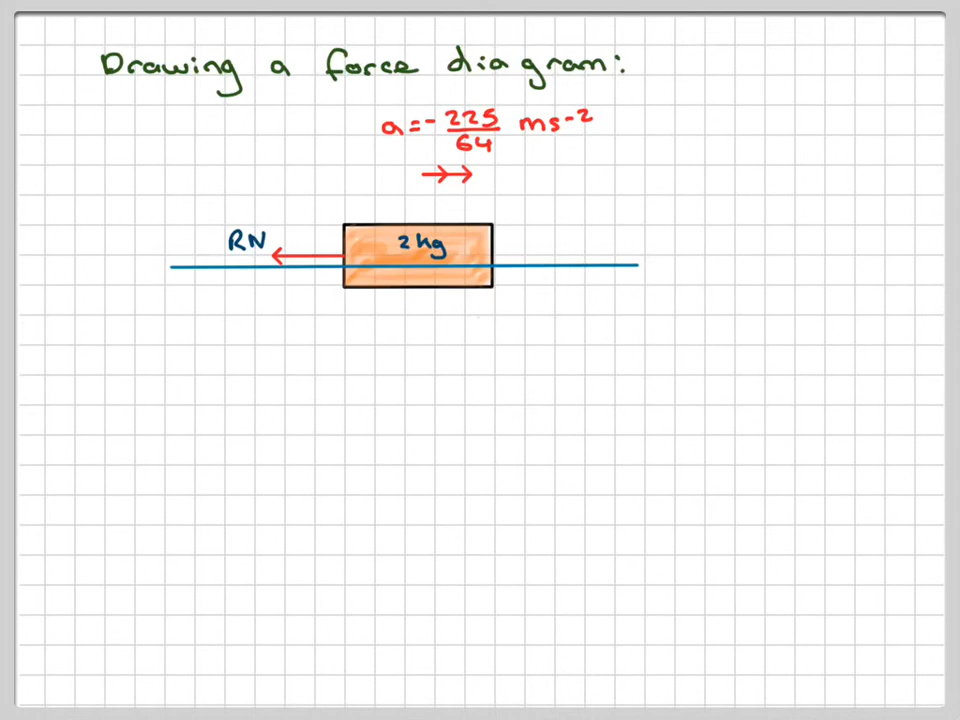 Drawing a force diagram:
a = - 225/64 ms⁻²
RN
2kg